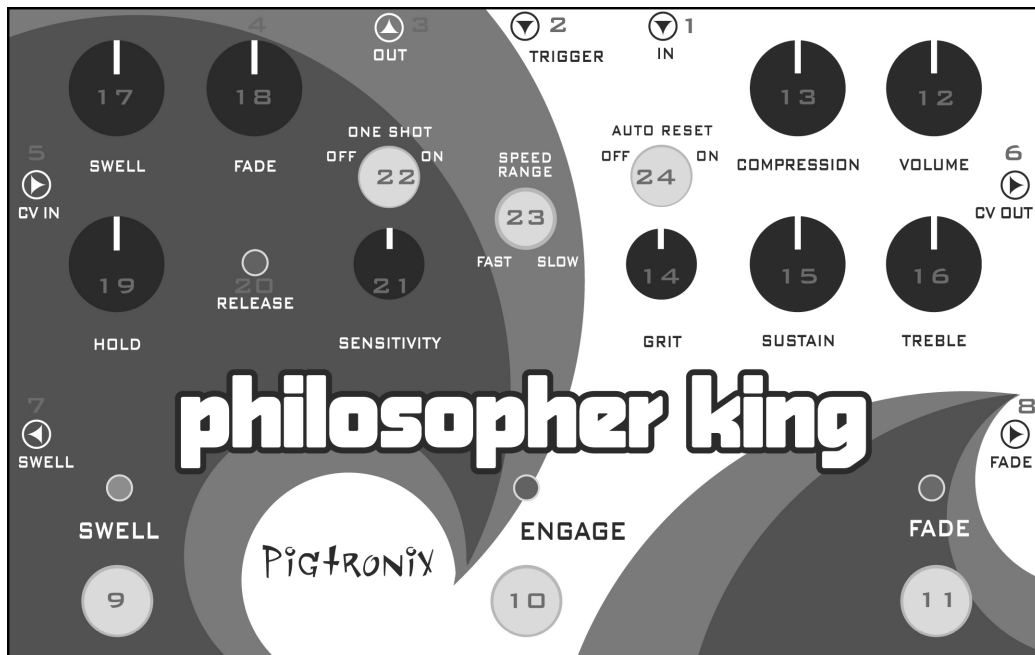 4 3 2 1
OUT TRIGGER IN
17 18 13 12
ONE SHOT AUTO RESET
OFF ON OFF ON
22 24
5 SWELL FADE SPEED RANGE COMPRESSION VOLUME 6
CV IN CV OUT
23
FAST SLOW
19 20 21 14 15 16
RELEASE
HOLD SENSITIVITY GRIT SUSTAIN TREBLE
philosopher king
7 8
SWELL FADE
SWELL ENGAGE FADE
PigtRoNiX
9 10 11